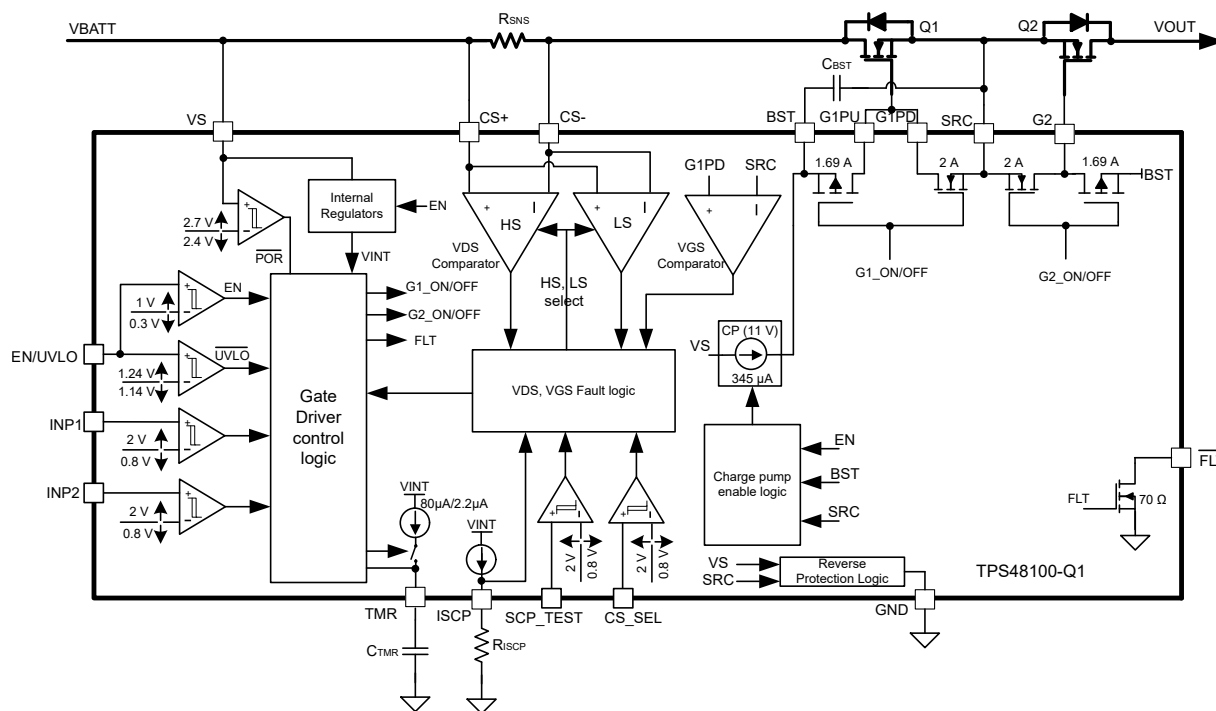 VBATT
RSNS
Q1
Q2
VOUT
CBST
VS
CS+
CS-
BST
G1PU
G1PD
SRC
G2
1.69 A
2 A
2 A
1.69 A
BST
G1PD
SRC
Internal
Regulators
EN
2.7 V
2.4 V
POR
VINT
+
-
HS
LS
VDS
Comparator
VGS
Comparator
HS, LS
select
G1_ON/OFF
G2_ON/OFF
G1_ON/OFF
G2_ON/OFF
FLT
EN
1 V
0.3 V
EN/UVLO
UVLO
1.24 V
1.14 V
INP1
2 V
0.8 V
INP2
2 V
0.8 V
Gate
Driver
control
logic
VDS, VGS Fault logic
CP (11 V)
VS
345 µA
Charge pump
enable logic
EN
BST
SRC
VINT
80µA/2.2µA
VINT
2 V
0.8 V
2 V
0.8 V
FL
FLT
70 Ω
VS
SRC
Reverse
Protection Logic
TPS48100-Q1
TMR
ISCP
SCP_TEST
CS_SEL
GND
CTMR
RISCP